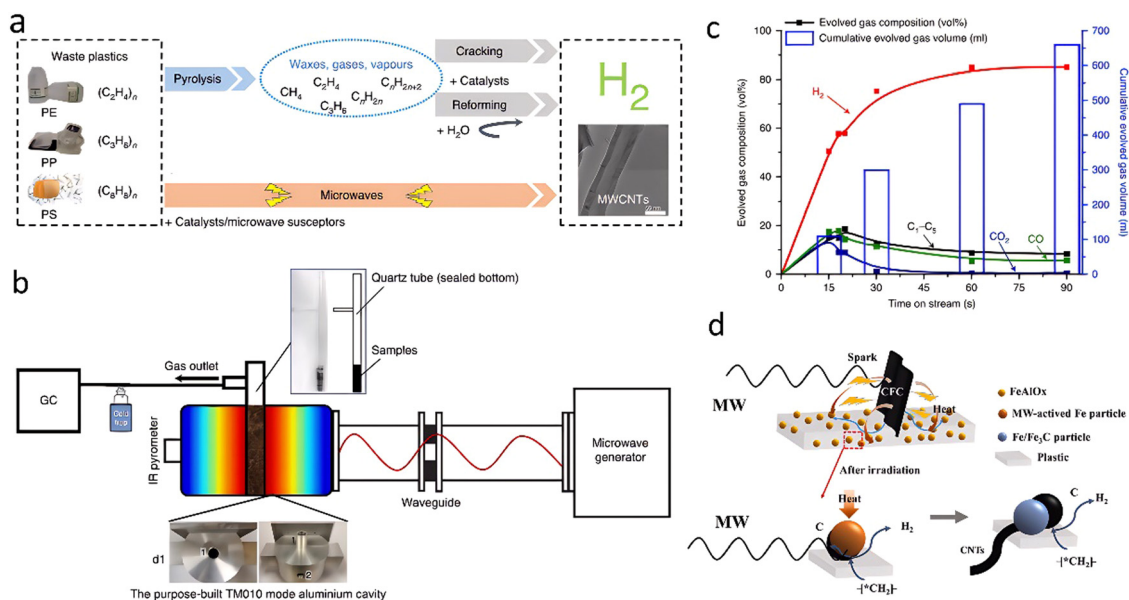 a
Waste plastics
PE
(C2H4)n
PP
(C3H8)n
PS
(C8H8)n
Pyrolysis
Waxes, gases, vapours
C2H4
CnH2n+2
CH4
C3H6
CnH2n
Cracking
+ Catalysts
Reforming
+ H2O
H2
MWCNTs
Microwaves
+ Catalysts/microwave susceptors
b
GC
Gas outlet
Cold
trap
IR pyrometer
Quartz tube (sealed bottom)
Samples
Waveguide
Microwave
generator
d1
1
1
2
The purpose-built TM010 mode aluminium cavity
c
Evolved gas composition (vol%)
Cumulative evolved gas volume (ml)
Evolved gas composition (vol%)
100
80
60
40
20
0
H2
C1–C5
CO2
CO
0
15
30
45
60
75
90
Time on stream (s)
700
600
500
400
300
200
100
0
Cumulative evolved gas volume (ml)
d
Spark
MW
CFC
Heat
FeAlOx
MW-actived Fe particle
Fe/Fe3C particle
Plastic
After irradiation
Heat
MW
C
H2
-[*CH2]-
C
H2
CNTs
-[*CH2]-